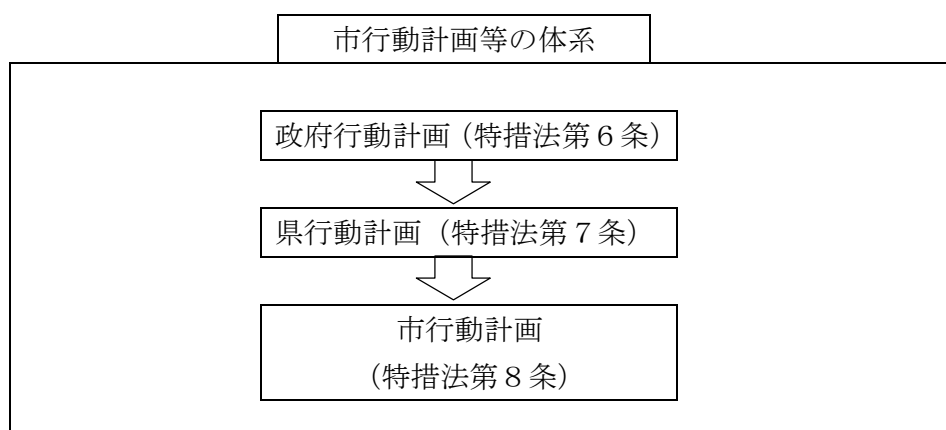 市行動計画等の体系
政府行動計画（特措法第６条）
県行動計画（特措法第７条）
市行動計画
（特措法第８条）